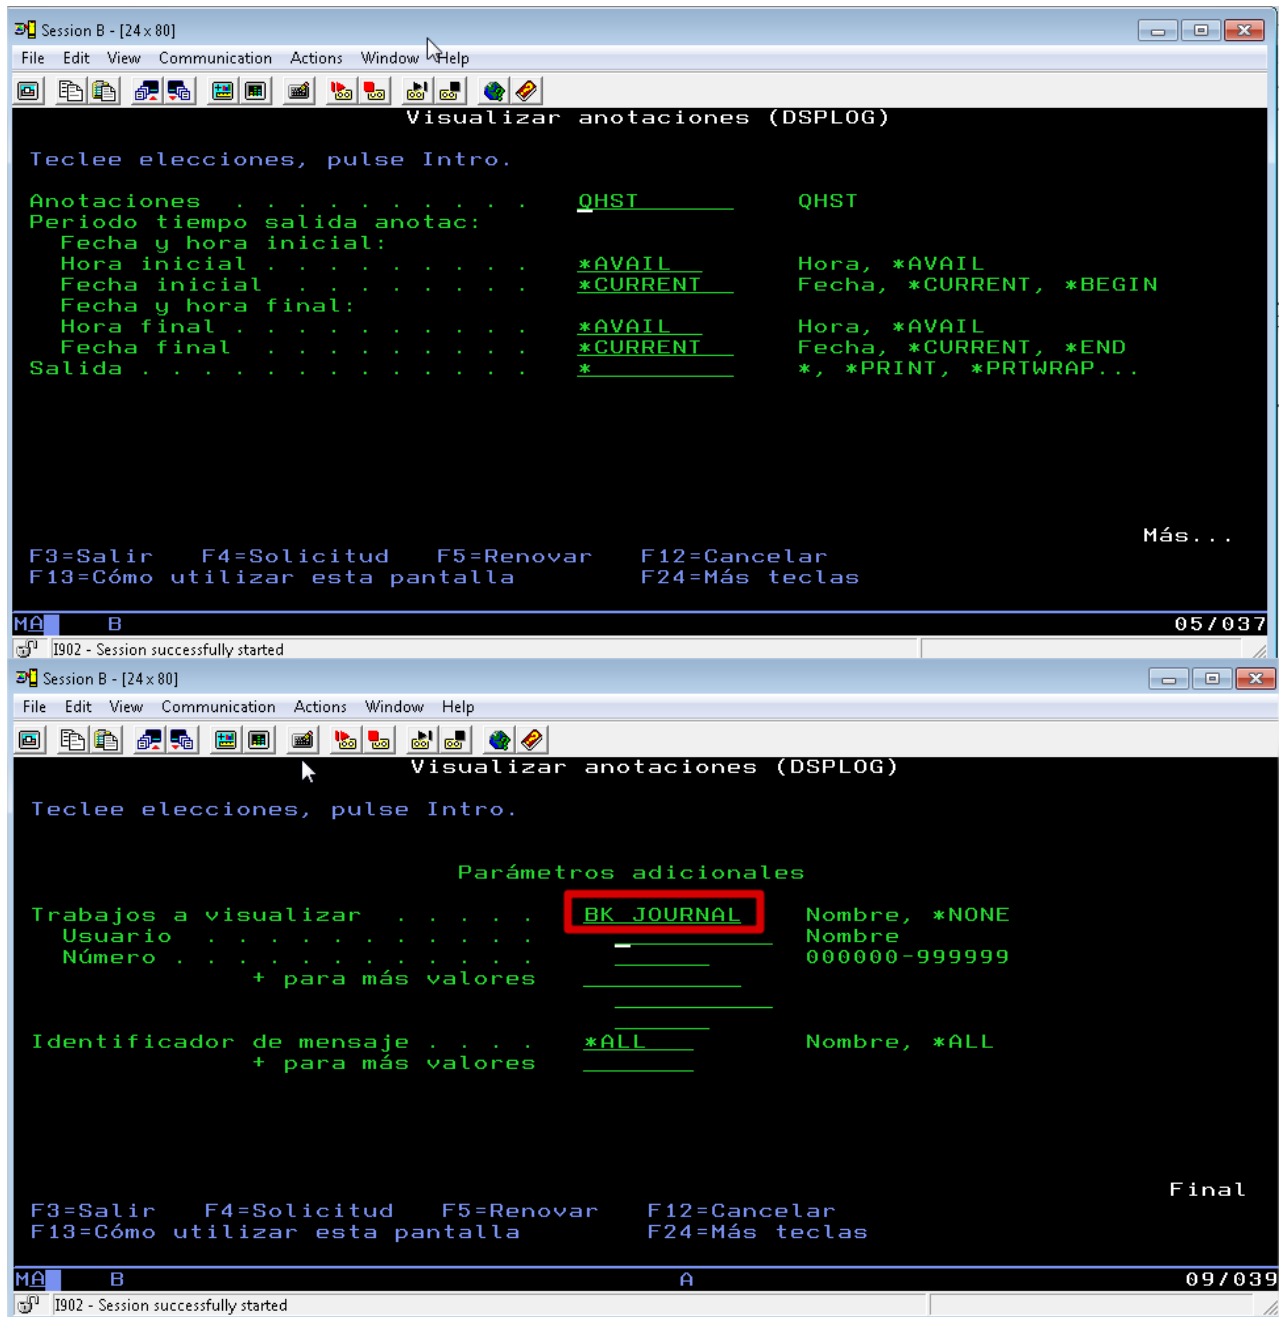 Session B - [24 x 80]
File Edit View Communication Actions Window Help
Visualizar anotaciones (DSPLOG)
Teclee elecciones, pulse Intro.
Anotaciones . . . . . . . . . . QHST QHST
Periodo tiempo salida anotac:
Fecha y hora inicial:
Hora inicial . . . . . . . . . *AVAIL Hora, *AVAIL
Fecha inicial . . . . . . . . *CURRENT Fecha, *CURRENT, *BEGIN
Fecha y hora final:
Hora final . . . . . . . . . . *AVAIL Hora, *AVAIL
Fecha final . . . . . . . . . *CURRENT Fecha, *CURRENT, *END
Salida . . . . . . . . . . . . . * *, *PRINT, *PRTWRAP...
Más...
F3=Salir F4=Solicitud F5=Renovar F12=Cancelar
F13=Cómo utilizar esta pantalla F24=Más teclas
MA B 05/037
I902 - Session successfully started
Session B - [24 x 80]
File Edit View Communication Actions Window Help
Visualizar anotaciones (DSPLOG)
Teclee elecciones, pulse Intro.
Parámetros adicionales
Trabajos a visualizar . . . . . BK JOURNAL Nombre, *NONE
Usuario . . . . . . . . . . . Nombre
Número . . . . . . . . . . . . 000000-999999
+ para más valores
Identificador de mensaje . . . . *ALL Nombre, *ALL
+ para más valores
Final
F3=Salir F4=Solicitud F5=Renovar F12=Cancelar
F13=Cómo utilizar esta pantalla F24=Más teclas
MA B A 09/039
I902 - Session successfully started